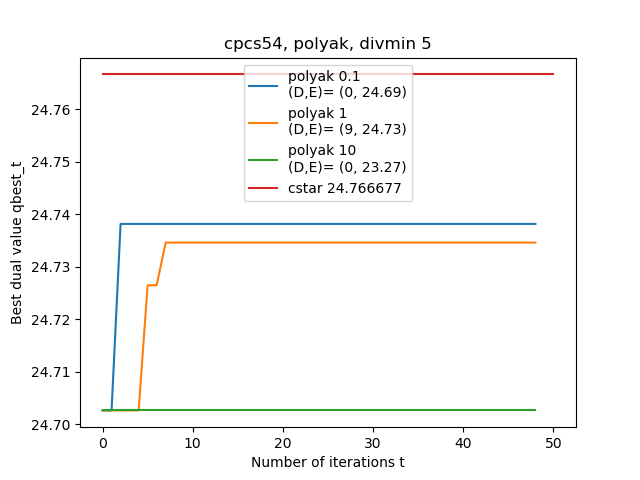 cpcs54, polyak, divmin 5
polyak 0.1
(D,E)= (0, 24.69)
polyak 1
(D,E)= (9, 24.73)
polyak 10
(D,E)= (0, 23.27)
cstar 24.766677
Best dual value qbest_t
24.76
24.75
24.74
24.73
24.72
24.71
24.70
0
10
20
30
40
50
Number of iterations t